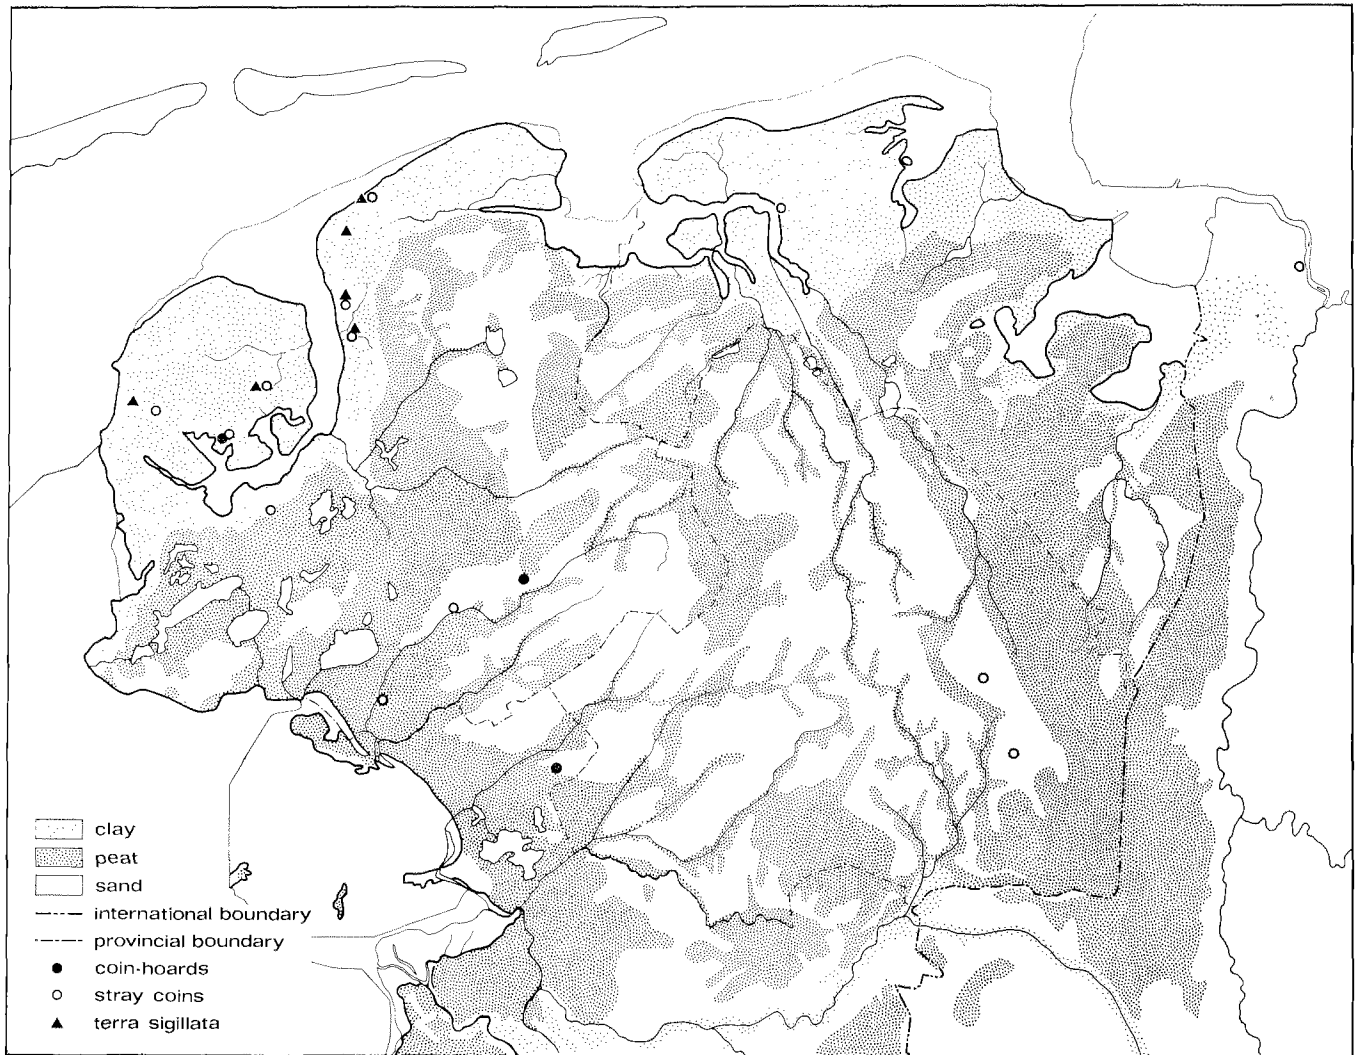 clay
peat
sand
international boundary
provincial boundary
coin-hoards
stray coins
terra sigillata